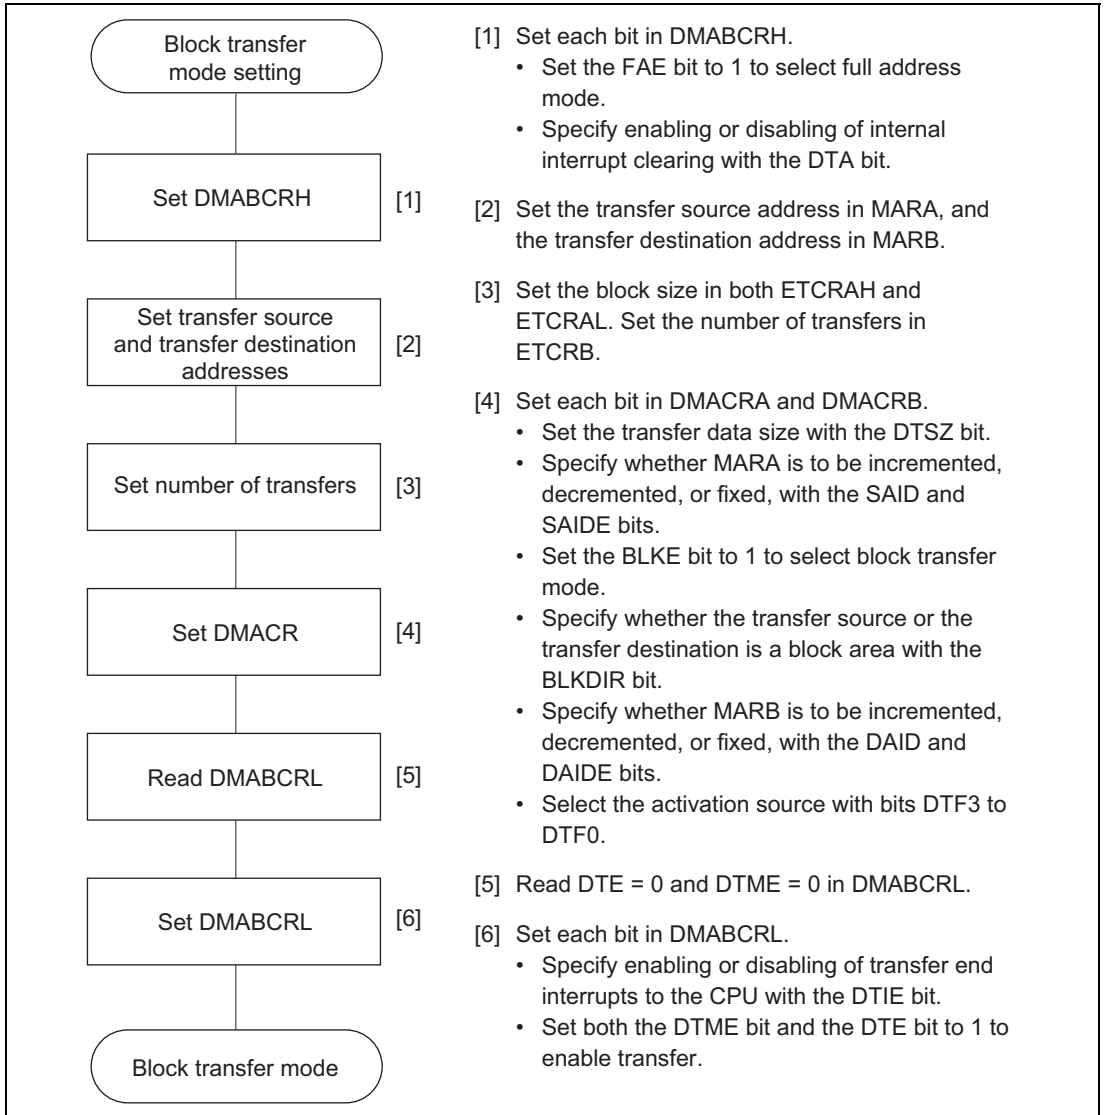 Block transfer
mode setting
Set DMABCRH
[1]
Set transfer source
and transfer destination
addresses
[2]
Set number of transfers
[3]
Set DMACR
[4]
Read DMABCRL
[5]
Set DMABCRL
[6]
Block transfer mode
[1] Set each bit in DMABCRH.
• Set the FAE bit to 1 to select full address
mode.
• Specify enabling or disabling of internal
interrupt clearing with the DTA bit.
[2] Set the transfer source address in MARA, and
the transfer destination address in MARB.
[3] Set the block size in both ETCRAH and
ETCRAL. Set the number of transfers in
ETCRB.
[4] Set each bit in DMACRA and DMACRB.
• Set the transfer data size with the DTSZ bit.
• Specify whether MARA is to be incremented,
decremented, or fixed, with the SAID and
SAIDE bits.
• Set the BLKE bit to 1 to select block transfer
mode.
• Specify whether the transfer source or the
transfer destination is a block area with the
BLKDIR bit.
• Specify whether MARB is to be incremented,
decremented, or fixed, with the DAID and
DAIDE bits.
• Select the activation source with bits DTF3 to
DTF0.
[5] Read DTE = 0 and DTME = 0 in DMABCRL.
[6] Set each bit in DMABCRL.
• Specify enabling or disabling of transfer end
interrupts to the CPU with the DTIE bit.
• Set both the DTME bit and the DTE bit to 1 to
enable transfer.